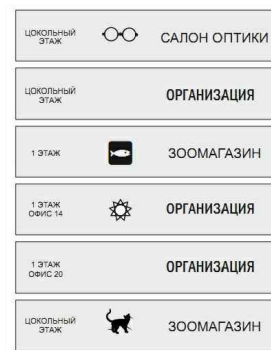 ЦОКОЛЬНЫЙ
ЭТАЖ
САЛОН ОПТИКИ
ЦОКОЛЬНЫЙ
ЭТАЖ
ОРГАНИЗАЦИЯ
1 ЭТАЖ
ЗООМАГАЗИН
1 ЭТАЖ
ОФИС 14
ОРГАНИЗАЦИЯ
1 ЭТАЖ
ОФИС 20
ОРГАНИЗАЦИЯ
ЦОКОЛЬНЫЙ
ЭТАЖ
ЗООМАГАЗИН